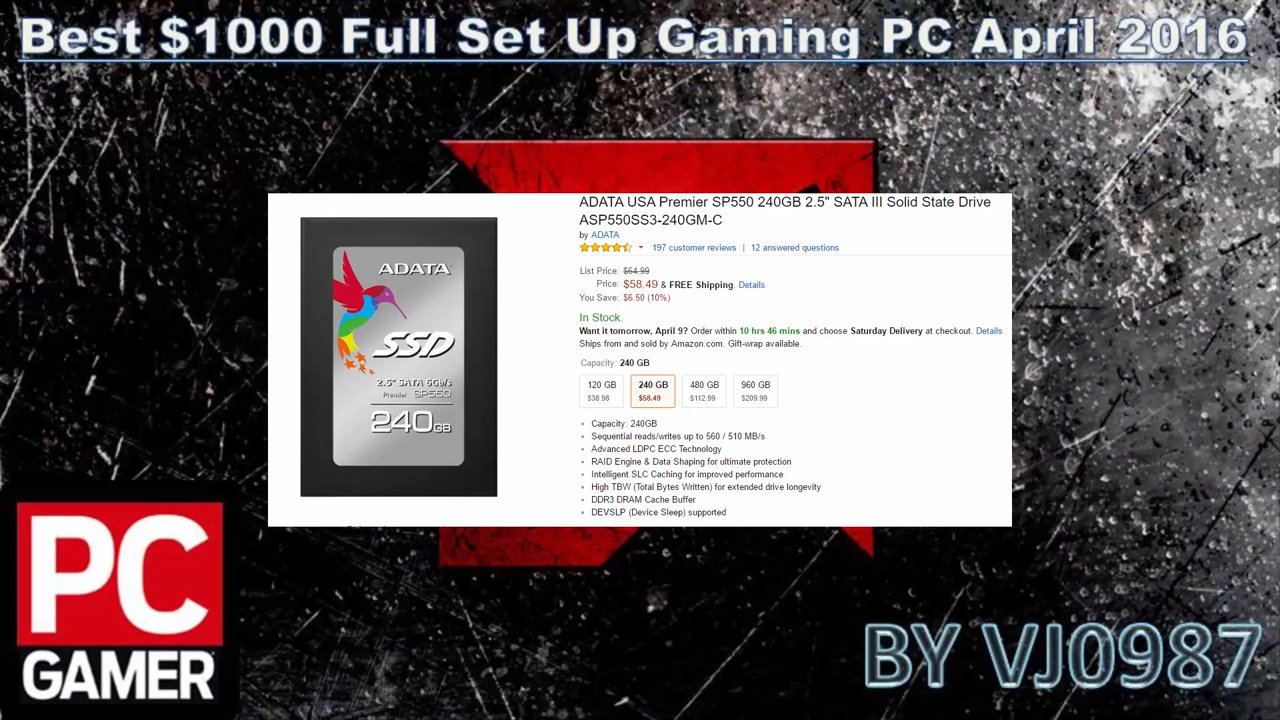 Best $1000 Full Set Up Gaming PC April 2016
ADATA
SSD
2.5" SATA 6Gb/s
Premier SP550
240GB
ADATA USA Premier SP550 240GB 2.5" SATA III Solid State Drive
ASP550SS3-240GM-C
by ADATA
197 customer reviews | 12 answered questions
List Price: $64.99
Price: $58.49 & FREE Shipping. Details
You Save: $6.50 (10%)
In Stock.
Want it tomorrow, April 9? Order within 10 hrs 46 mins and choose Saturday Delivery at checkout. Details
Ships from and sold by Amazon.com. Gift-wrap available.
Capacity: 240 GB
120 GB 240 GB 480 GB 960 GB
$38.98 $58.49 $112.99 $209.99
Capacity: 240GB
Sequential reads/writes up to 560 / 510 MB/s
Advanced LDPC ECC Technology
RAID Engine & Data Shaping for ultimate protection
Intelligent SLC Caching for improved performance
High TBW (Total Bytes Written) for extended drive longevity
DDR3 DRAM Cache Buffer
DEVSLP (Device Sleep) supported
PC
GAMER
BY VJ0987